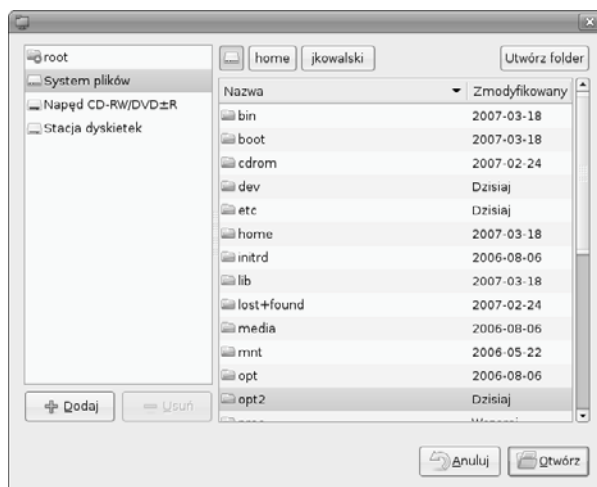 root
System plików
Napęd CD-RW/DVD±R
Stacja dyskietek
Dodaj
Usuń
home
jkowalski
Utwórz folder
Nazwa
Zmodyfikowany
bin 2007-03-18
boot 2007-03-18
cdrom 2007-02-24
dev Dzisiaj
etc Dzisiaj
home 2007-03-18
initrd 2006-08-06
lib 2007-03-18
lost+found 2007-02-24
media 2006-08-06
mnt 2006-05-22
opt 2006-08-06
opt2 Dzisiaj
Anuluj
Otwórz